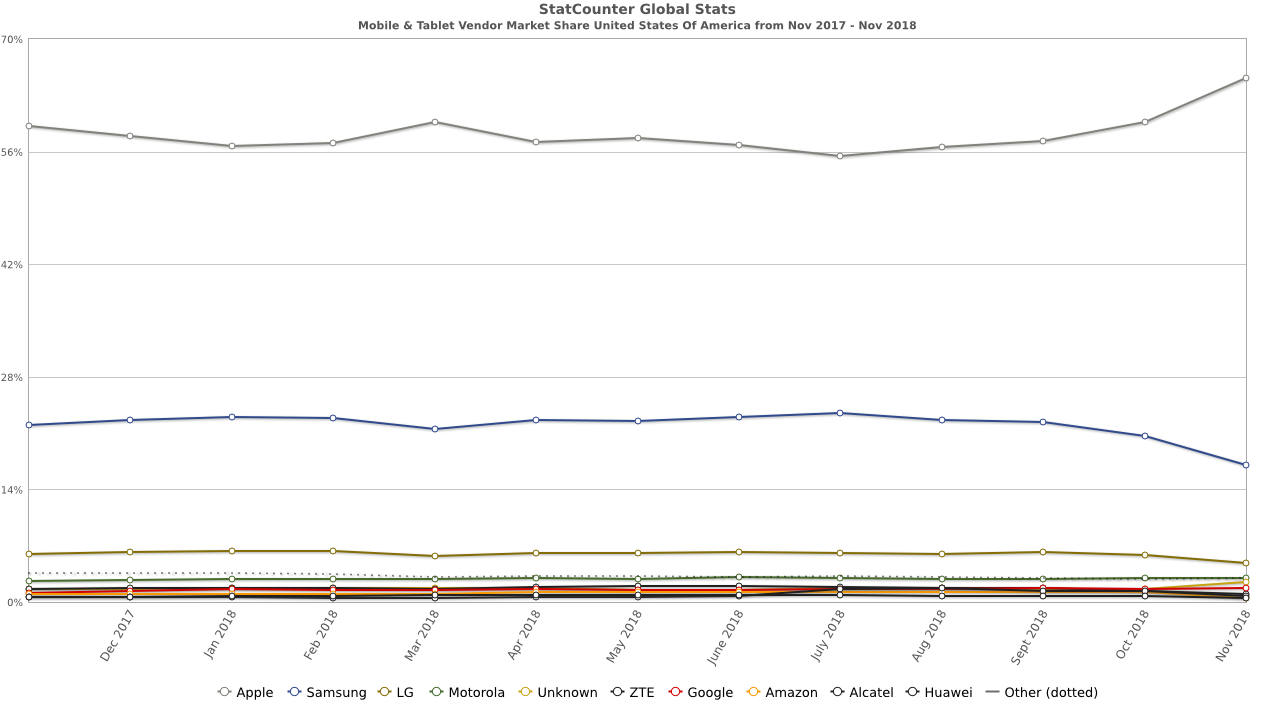 StatCounter Global Stats
Mobile & Tablet Vendor Market Share United States Of America from Nov 2017 - Nov 2018
70%
56%
42%
28%
14%
0%
Dec 2017
Jan 2018
Feb 2018
Mar 2018
Apr 2018
May 2018
June 2018
July 2018
Aug 2018
Sept 2018
Oct 2018
Nov 2018
Apple Samsung LG Motorola Unknown ZTE Google Amazon Alcatel Huawei Other (dotted)